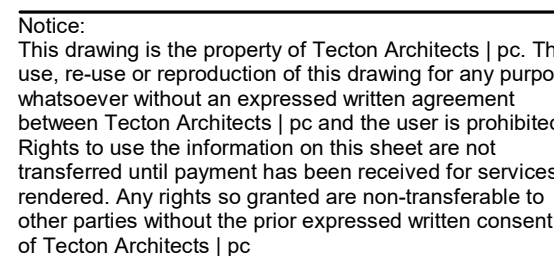 Notice:
This drawing is the property of Tecton Architects | pc. Th
use, re-use or reproduction of this drawing for any purpo
whatsoever without an expressed written agreement
between Tecton Architects | pc and the user is prohibited
Rights to use the information on this sheet are not
transferred until payment has been received for services
rendered. Any rights so granted are non-transferable to
other parties without the prior expressed written consent
of Tecton Architects | pc